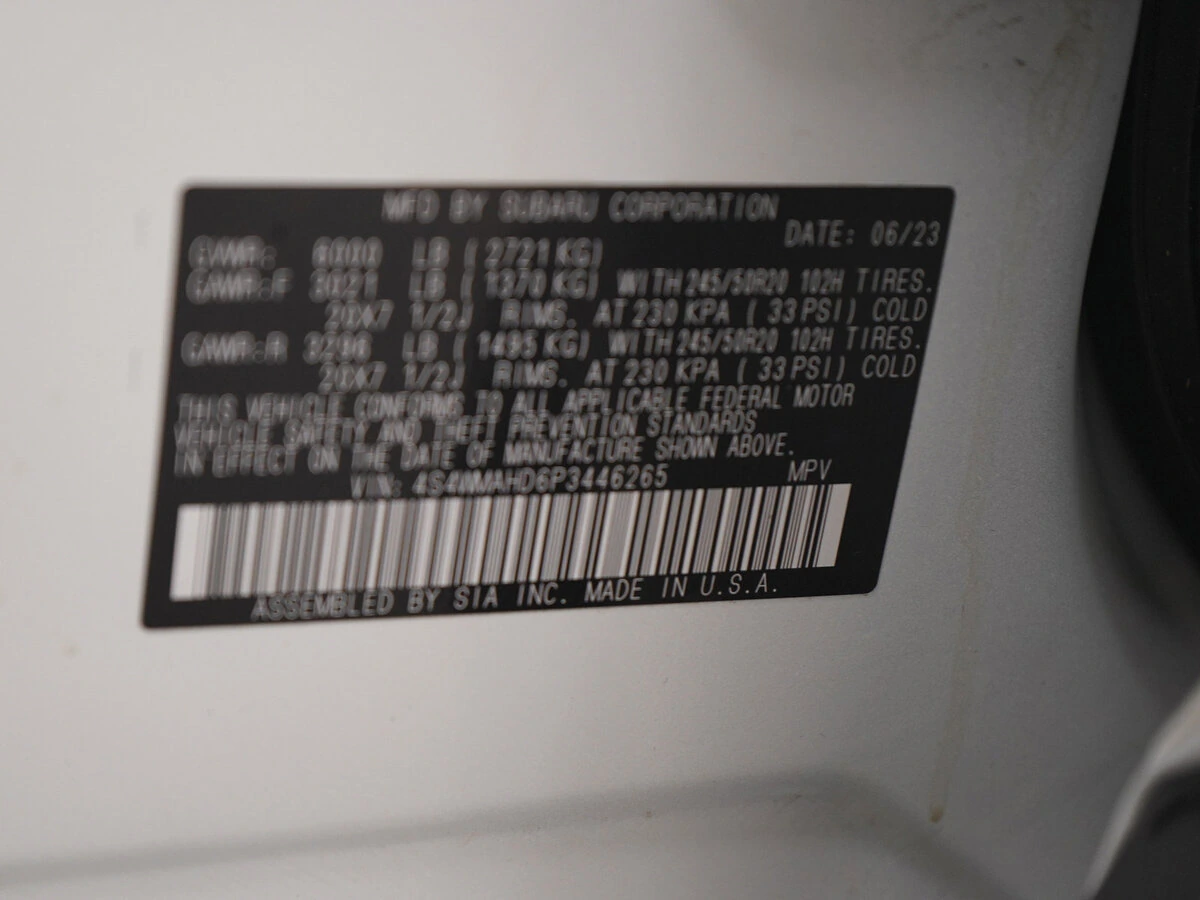 MFD BY SUBARU CORPORATION
DATE: 06/23
GVWR: 6000 LB (2721 KG)
GAWR:F 3021 LB (1370 KG) WITH 245/50R20 102H TIRES.
20X7 1/2J RIMS. AT 230 KPA (33 PSI) COLD
GAWR:R 3296 LB (1495 KG) WITH 245/50R20 102H TIRES.
20X7 1/2J RIMS. AT 230 KPA (33 PSI) COLD
THIS VEHICLE CONFORMS TO ALL APPLICABLE FEDERAL MOTOR
VEHICLE SAFETY AND THEFT PREVENTION STANDARDS
IN EFFECT ON THE DATE OF MANUFACTURE SHOWN ABOVE.
VIN: 4S4WMAHD6P3446265 MPV
ASSEMBLED BY SIA INC. MADE IN U.S.A.